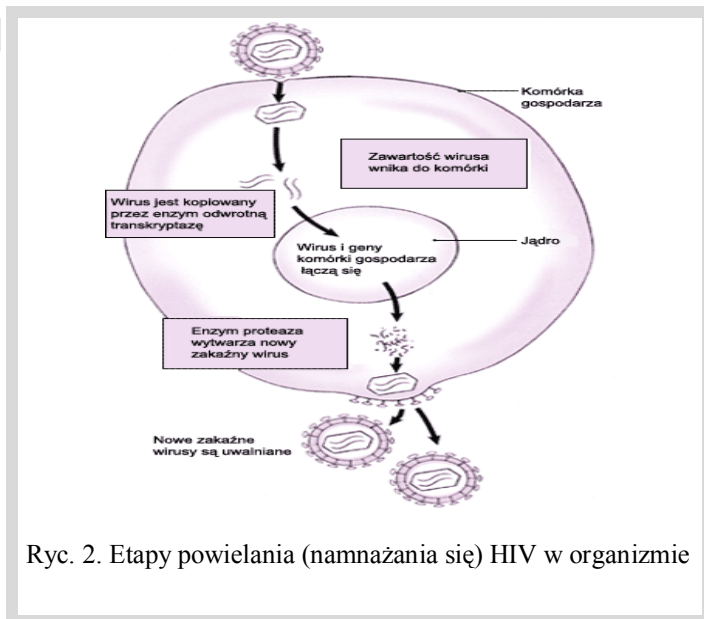 Komórka
gospodarza
Zawartość wirusa
wnika do komórki
Wirus jest kopiowany
przez enzym odwrotną
transkryptazę
Jądro
Wirus i geny
komórki gospodarza
łączą się
Enzym proteaza
wytwarza nowy
zakaźny wirus
Nowe zakaźne
wirusy są uwalniane
Ryc. 2. Etapy powielania (namnażania się) HIV w organizmie